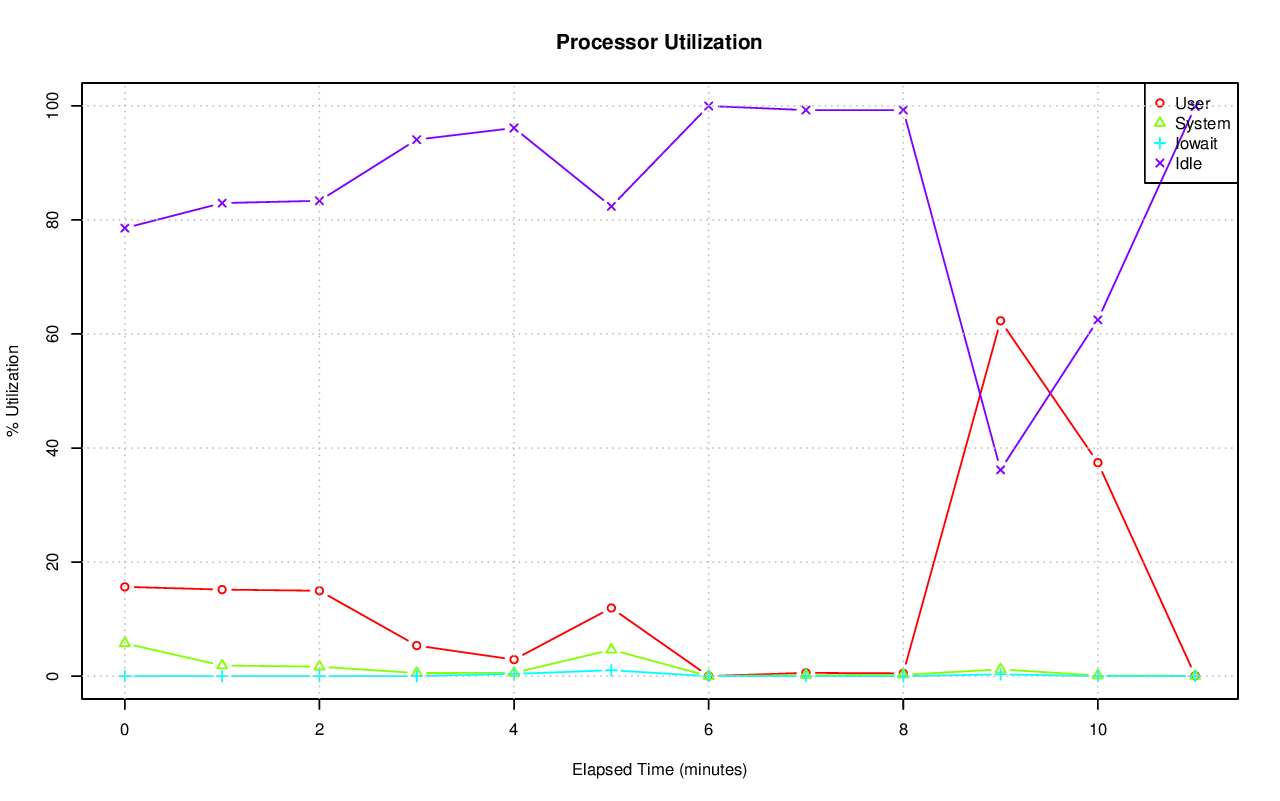 Processor Utilization
100
80
60
40
20
0
% Utilization
User
System
Iowait
Idle
0 2 4 6 8 10
Elapsed Time (minutes)